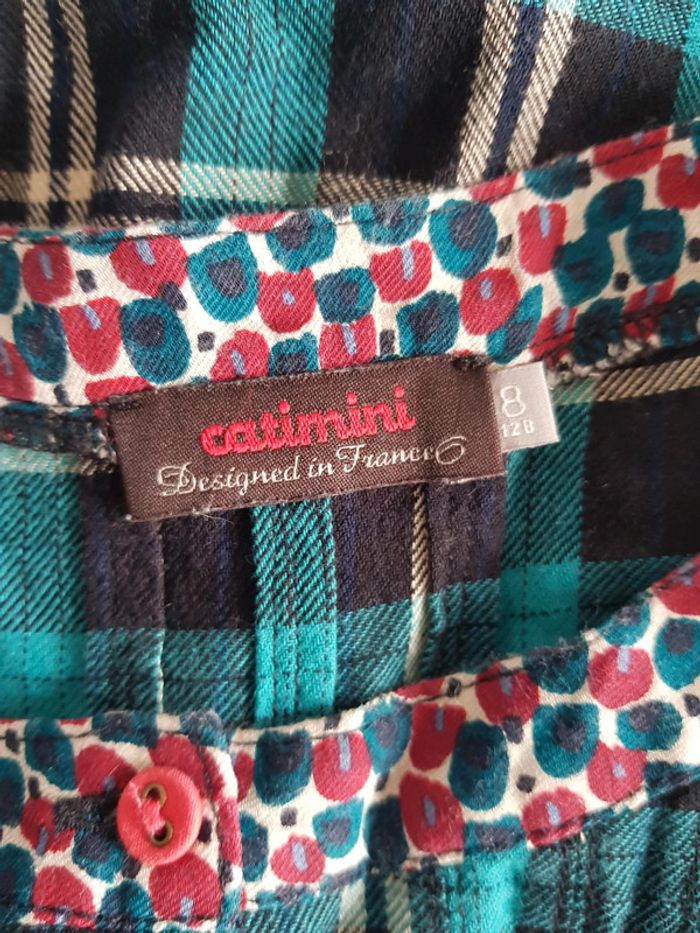 catimini
Designed in France
8
128